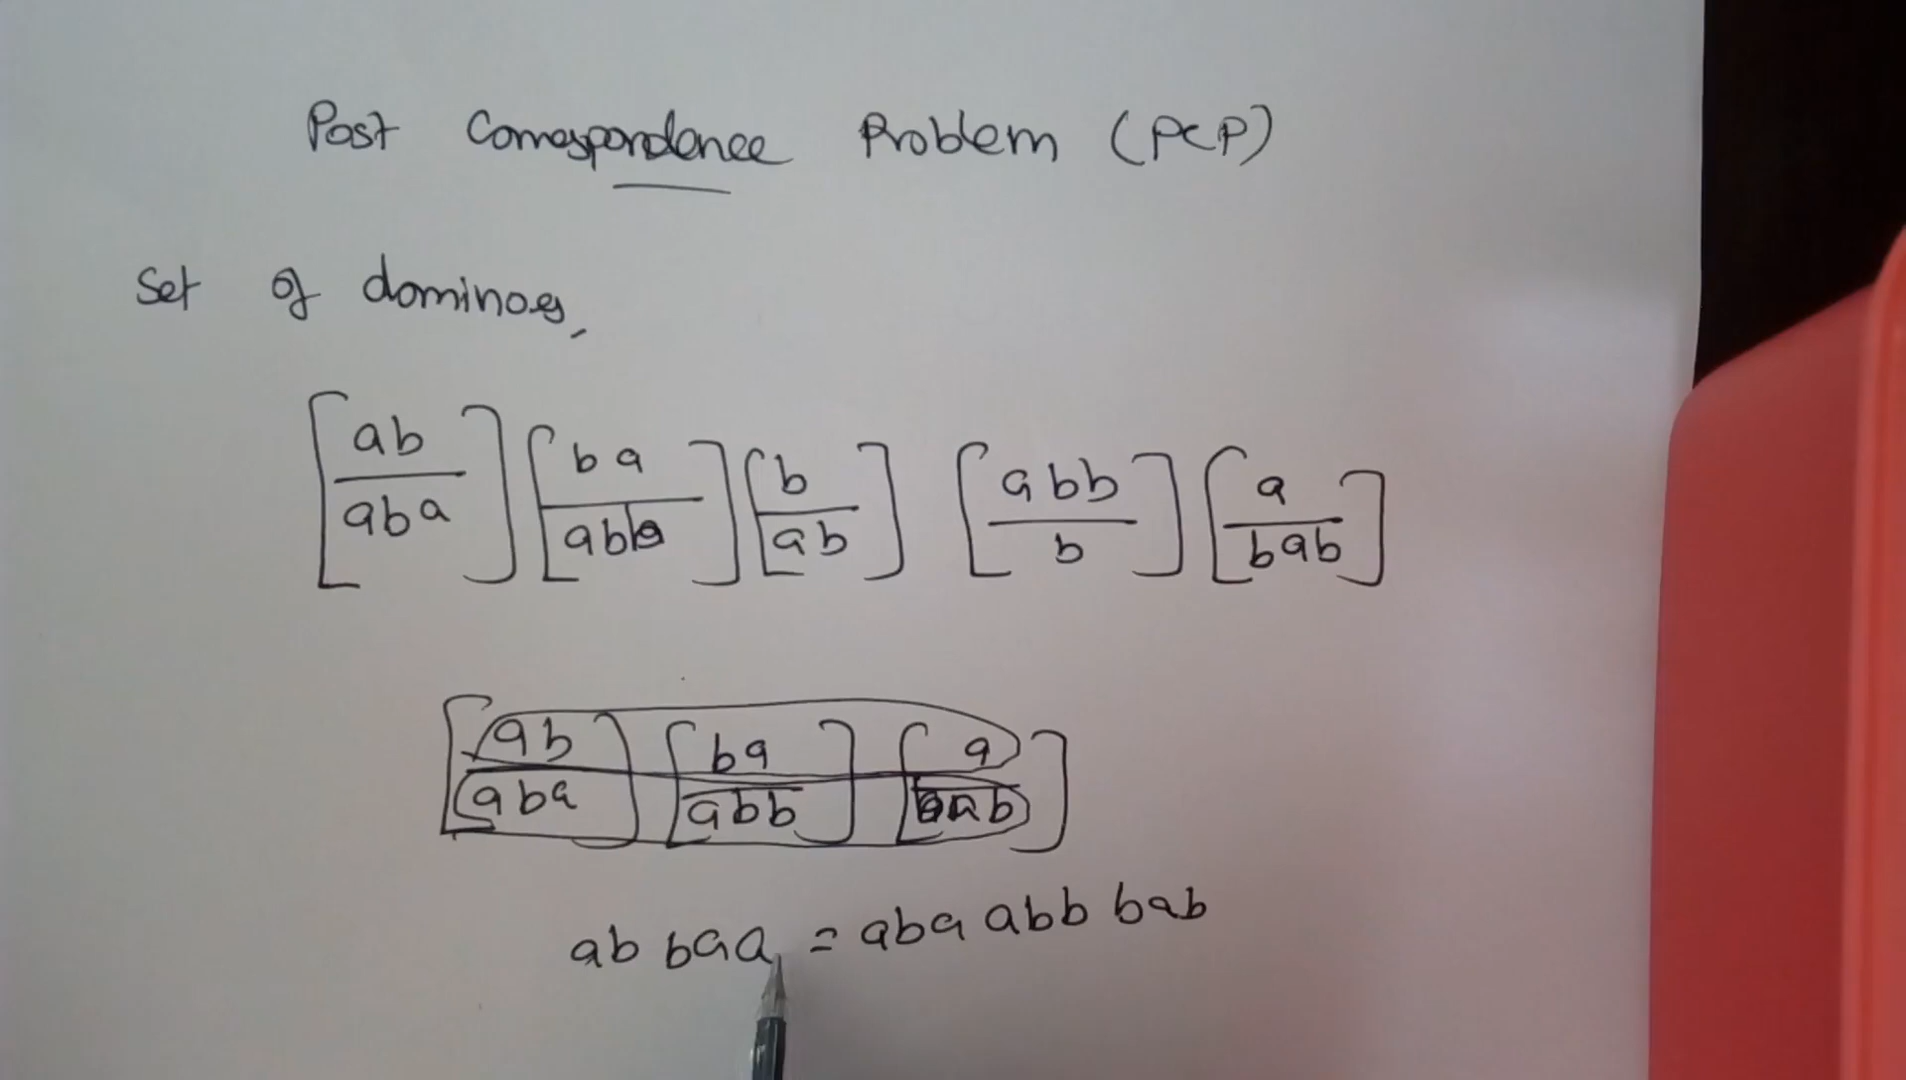 Post Correspondence Problem (PCP)
Set of dominoes,
[ab/aba] [ba/abb] [b/ab] [abb/b] [a/bab]
[[ab/aba] [ba/abb] [a/bab]]
ab baa = aba abb bab